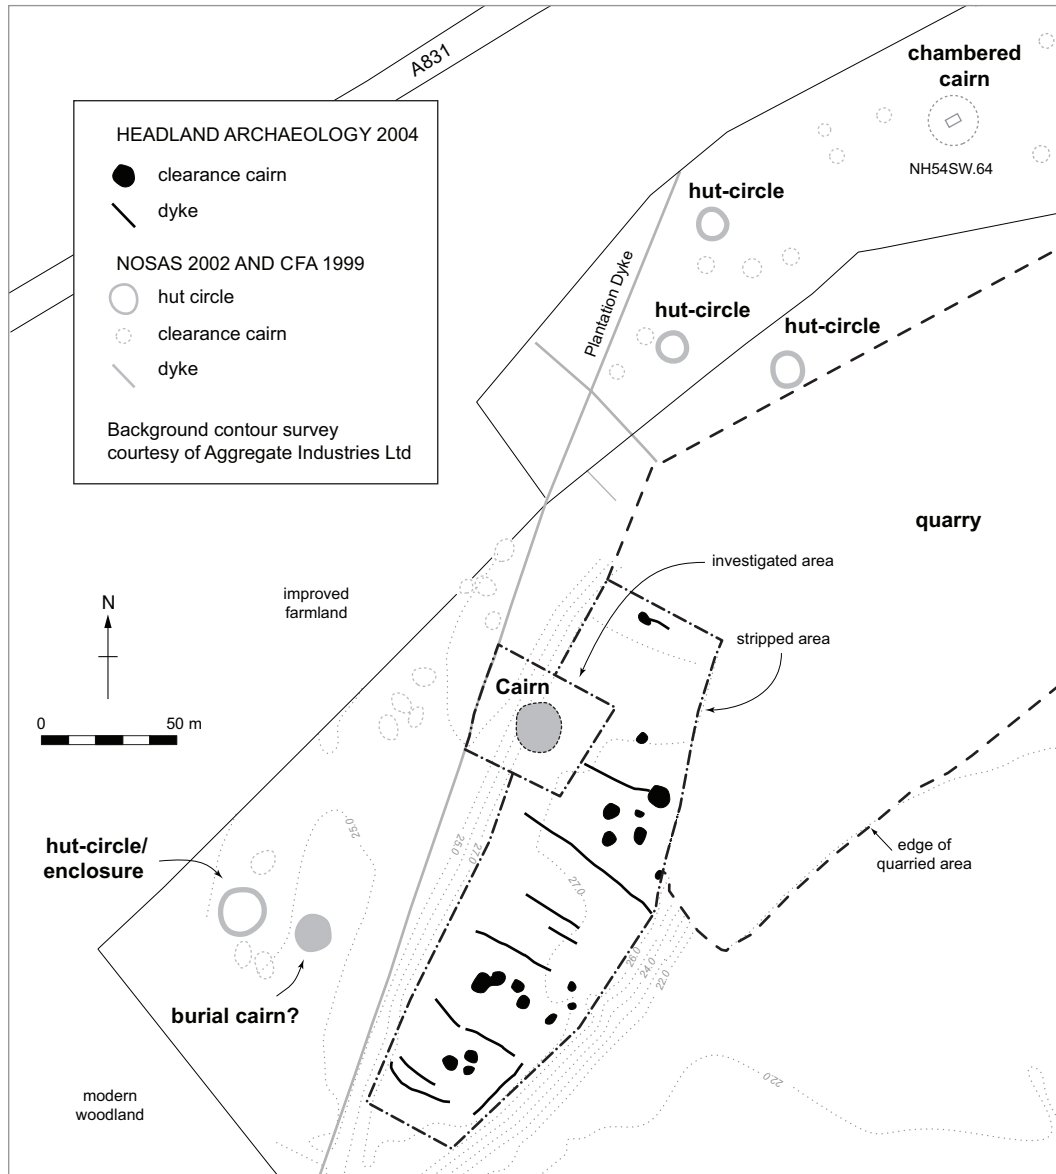 A831
chambered
cairn
NH54SW.64
HEADLAND ARCHAEOLOGY 2004
clearance cairn
dyke
NOSAS 2002 AND CFA 1999
hut circle
clearance cairn
dyke
Background contour survey
courtesy of Aggregate Industries Ltd
hut-circle
Plantation Dyke
hut-circle
hut-circle
quarry
investigated area
improved
farmland
N
stripped area
Cairn
0 50 m
25.0
25.0
27.0
hut-circle/
enclosure
edge of
quarried area
27.0
26.0
24.0
22.0
burial cairn?
22.0
modern
woodland